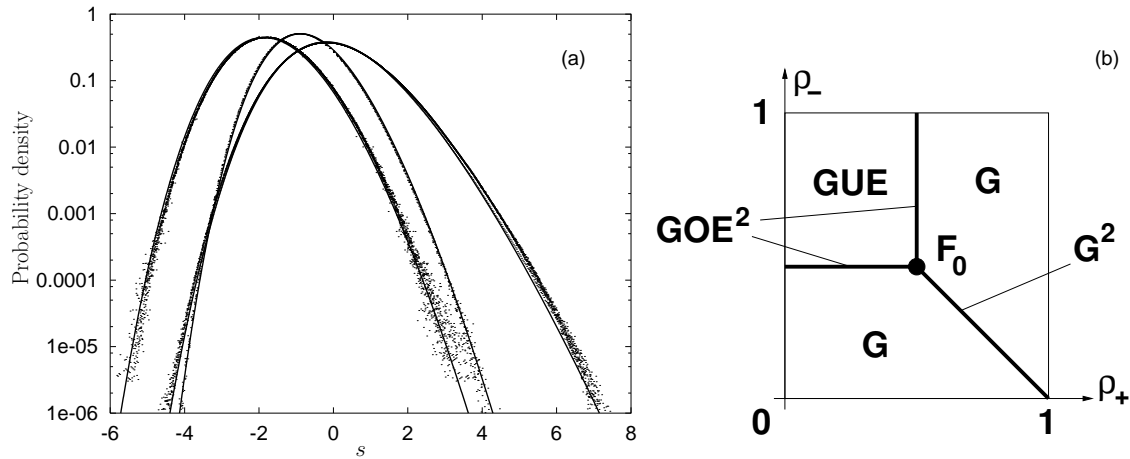 (a)
Probability density
1
0.1
0.01
0.001
0.0001
1e-05
1e-06
-6 -4 -2 0 2 4 6 8
s
(b)
ρ₋
1
GUE
G
GOE²
F₀
G²
G
0
1
ρ₊